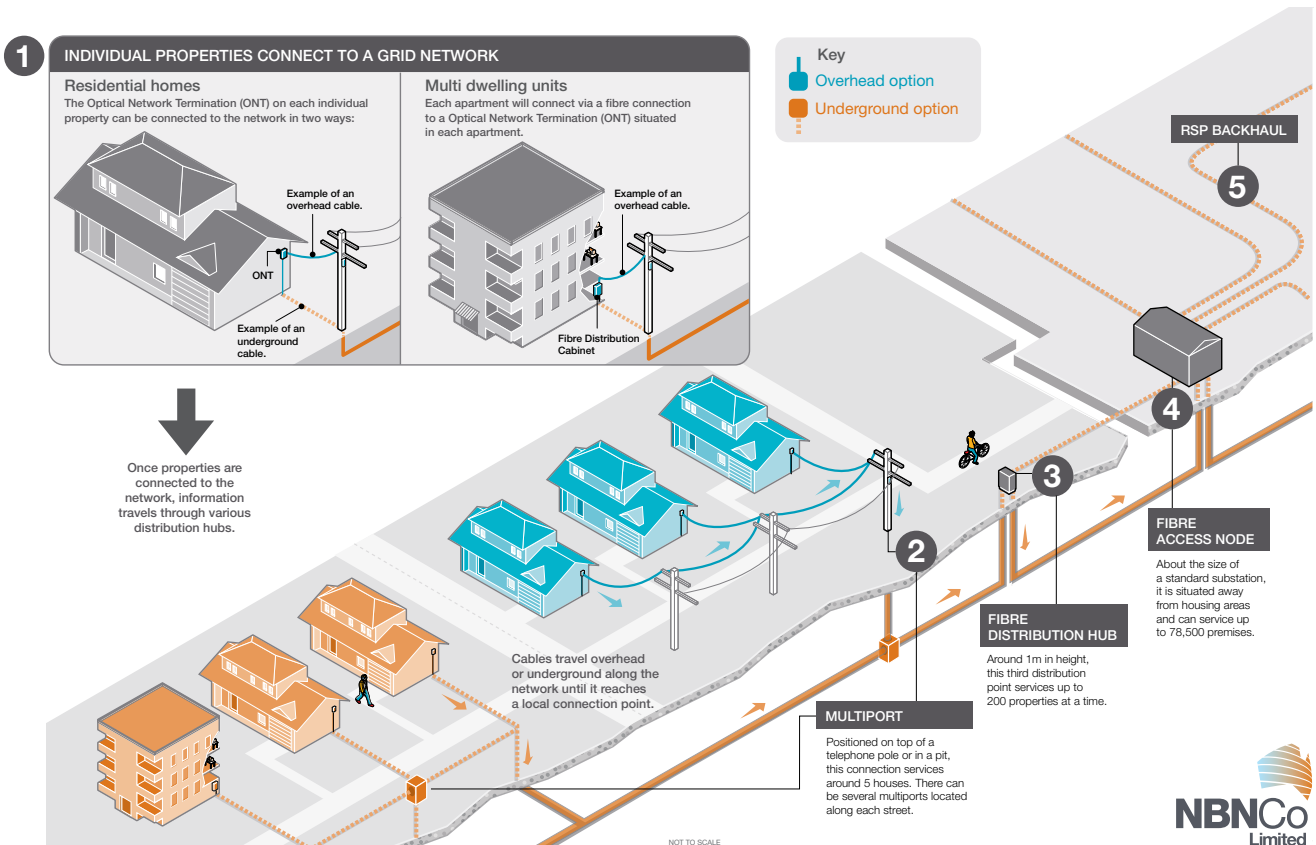 1
INDIVIDUAL PROPERTIES CONNECT TO A GRID NETWORK
Residential homes
The Optical Network Termination (ONT) on each individual
property can be connected to the network in two ways:
Example of an
overhead cable.
ONT
Example of an
underground
cable.
Multi dwelling units
Each apartment will connect via a fibre connection
to a Optical Network Termination (ONT) situated
in each apartment.
Example of an
overhead cable.
Fibre Distribution
Cabinet
Key
Overhead option
Underground option
RSP BACKHAUL
5
Once properties are
connected to the
network, information
travels through various
distribution hubs.
Cables travel overhead
or underground along the
network until it reaches
a local connection point.
2
MULTIPORT
Positioned on top of a
telephone pole or in a pit,
this connection services
around 5 houses. There can
be several multiports located
along each street.
3
FIBRE
DISTRIBUTION HUB
Around 1m in height,
this third distribution
point services up to
200 properties at a time.
4
FIBRE
ACCESS NODE
About the size of
a standard substation,
it is situated away
from housing areas
and can service up
to 78,500 premises.
NOT TO SCALE
NBNCo
Limited